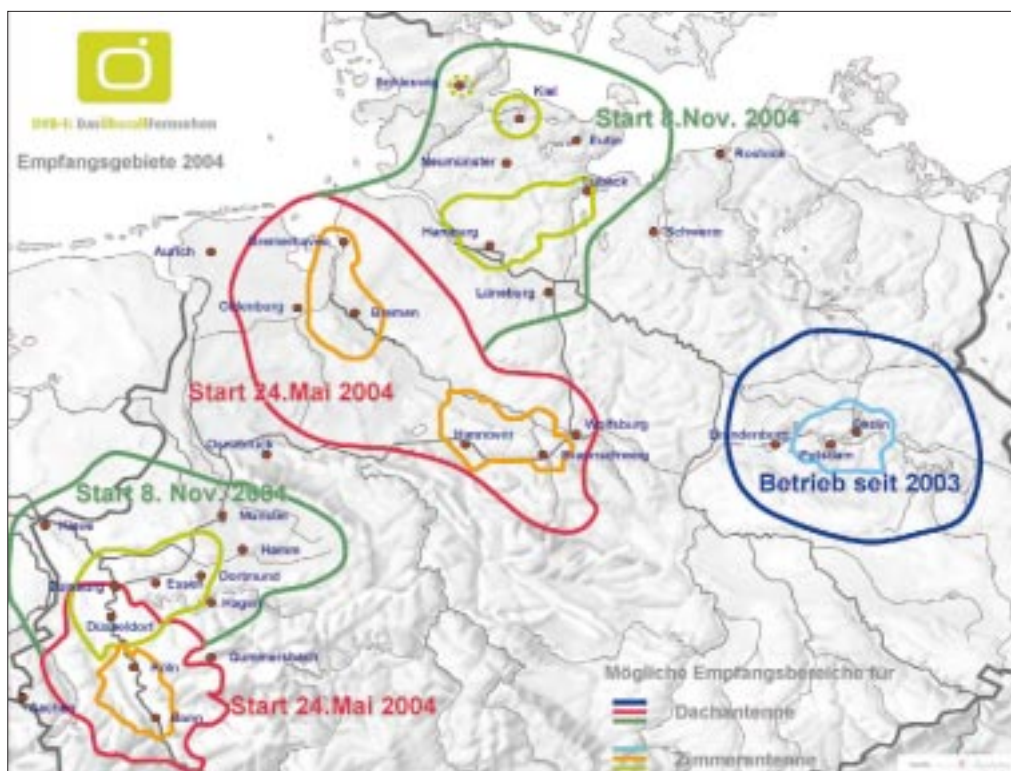 DVB-T: DasÜberallFernsehen
Empfangsgebiete 2004
Schleswig
Kiel
Start 8.Nov. 2004
Eutin
Neumünster
Rostock
Lübeck
Hamburg
Schwerin
Aurich
Bremerhaven
Lüneburg
Oldenburg
Bremen
Start 24.Mai 2004
Hannover
Wolfsburg
Braunschweig
Osnabrück
Berlin
Brandenburg
Potsdam
Betrieb seit 2003
Start 8. Nov. 2004
Münster
Kleve
Hamm
Dortmund
Essen
Duisburg
Hagen
Düsseldorf
Gummersbach
Köln
Aachen
Bonn
Start 24.Mai 2004
Mögliche Empfangsbereiche für
Dachantenne
Zimmerantenne